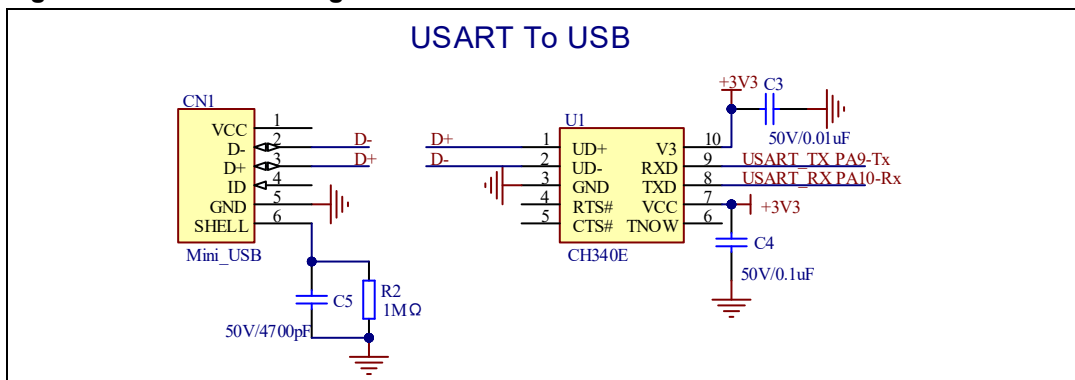 USART To USB
CN1
VCC 1
D- 2 D-
D+ 3 D+
ID 4
GND 5
SHELL 6
Mini_USB
C5
50V/4700pF
R2
1MΩ
U1
D+ 1 UD+ V3 10
D- 2 UD- RXD 9 USART_TX PA9-Tx
3 GND TXD 8 USART_RX PA10-Rx
4 RTS# VCC 7 +3V3
5 CTS# TNOW 6
CH340E
+3V3 C3
50V/0.01uF
C4
50V/0.1uF